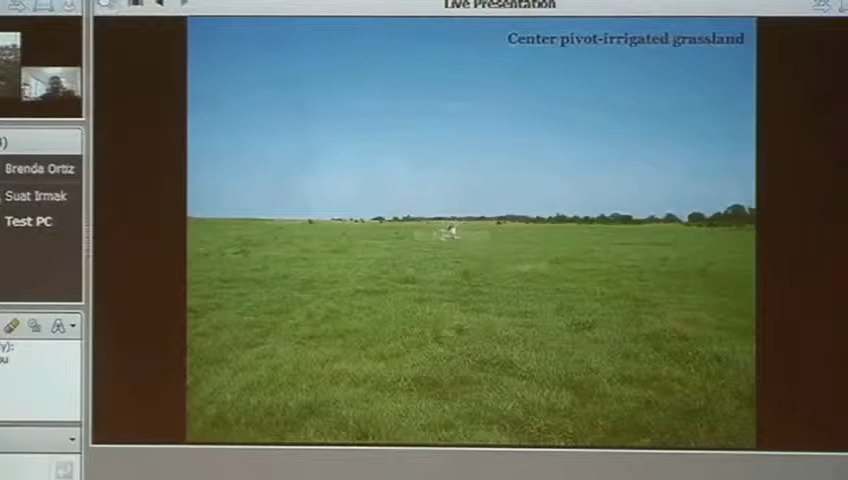 Live Presentation
Center pivot-irrigated grassland
Brenda Ortiz
Suat Irmak
Test PC